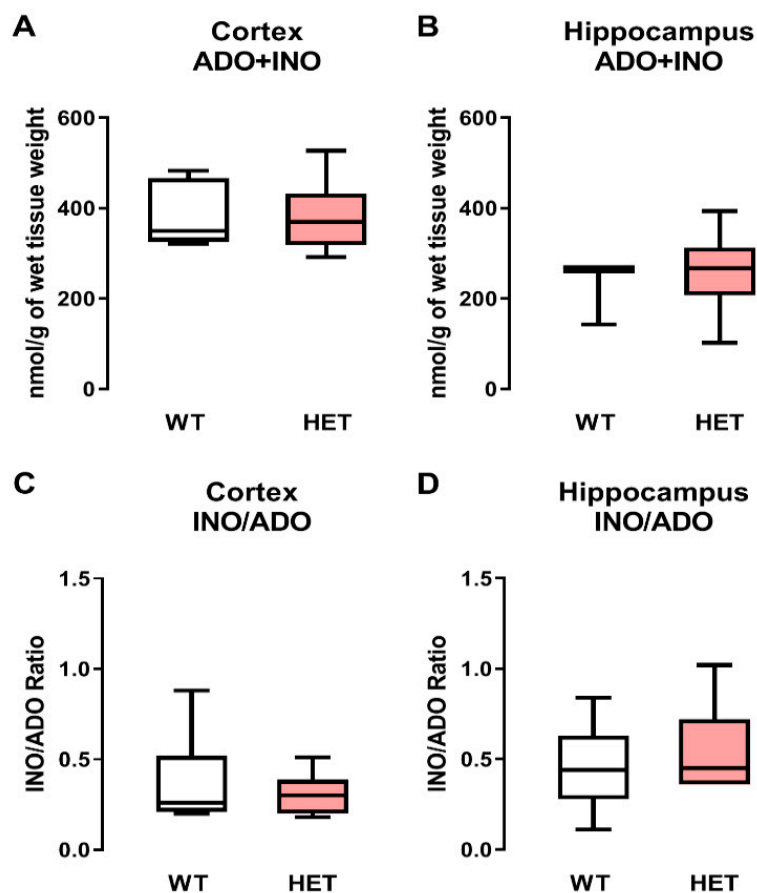 A
Cortex
ADO+INO
nmol/g of wet tissue weight
600
400
200
0
WT
HET
B
Hippocampus
ADO+INO
nmol/g of wet tissue weight
600
400
200
0
WT
HET
C
Cortex
INO/ADO
INO/ADO Ratio
1.5
1.0
0.5
0.0
WT
HET
D
Hippocampus
INO/ADO
INO/ADO Ratio
1.5
1.0
0.5
0.0
WT
HET